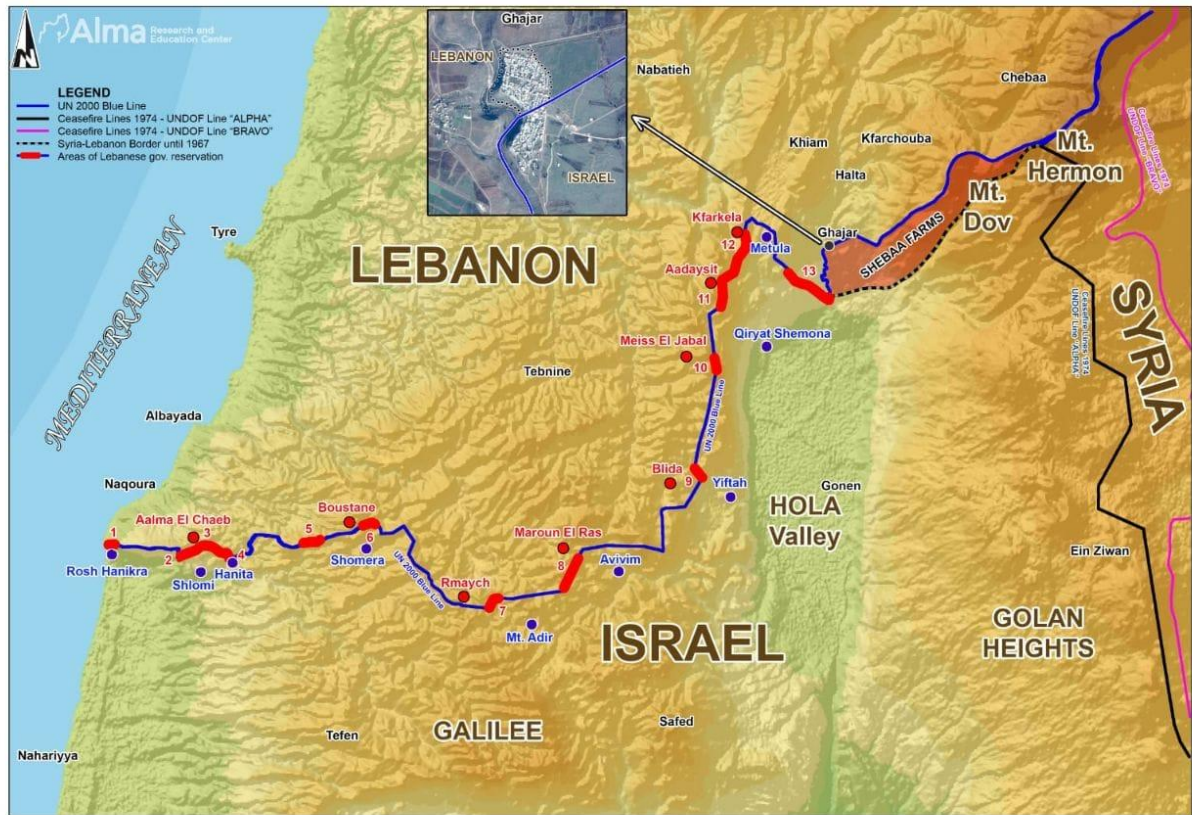 N
Alma Research and
Education Center
LEGEND
UN 2000 Blue Line
Ceasefire Lines 1974 - UNDOF Line "ALPHA"
Ceasefire Lines 1974 - UNDOF Line "BRAVO"
Syria-Lebanon Border until 1967
Areas of Lebanese gov. reservation
Ghajar
LEBANON
ISRAEL
Nabatieh
Chebaa
Khiam
Kfarchouba
Halta
Mt.
Hermon
Mt.
Dov
Ceasefire Lines 1974
UNDOF Line "BRAVO"
MEDITERRANEAN
Tyre
LEBANON
Kfarkela
12
Metula
Ghajar
SHEBAA FARMS
13
Aadaysit
11
Qiryat Shemona
Meiss El Jabal
10
Tebnine
UN 2000 Blue Line
Ceasefire Lines 1974
UNDOF Line "ALPHA"
SYRIA
Albayada
Naqoura
Blida
9
Yiftah
Gonen
HOLA
Valley
1
Rosh Hanikra
Aalma El Chaeb
2
3
4
Shlomi
Hanita
5
Boustane
6
Shomera
UN 2000 Blue Line
Maroun El Ras
8
Avivim
Rmaych
7
Mt. Adir
Ein Ziwan
ISRAEL
GOLAN
HEIGHTS
Safed
GALILEE
Tefen
Nahariyya